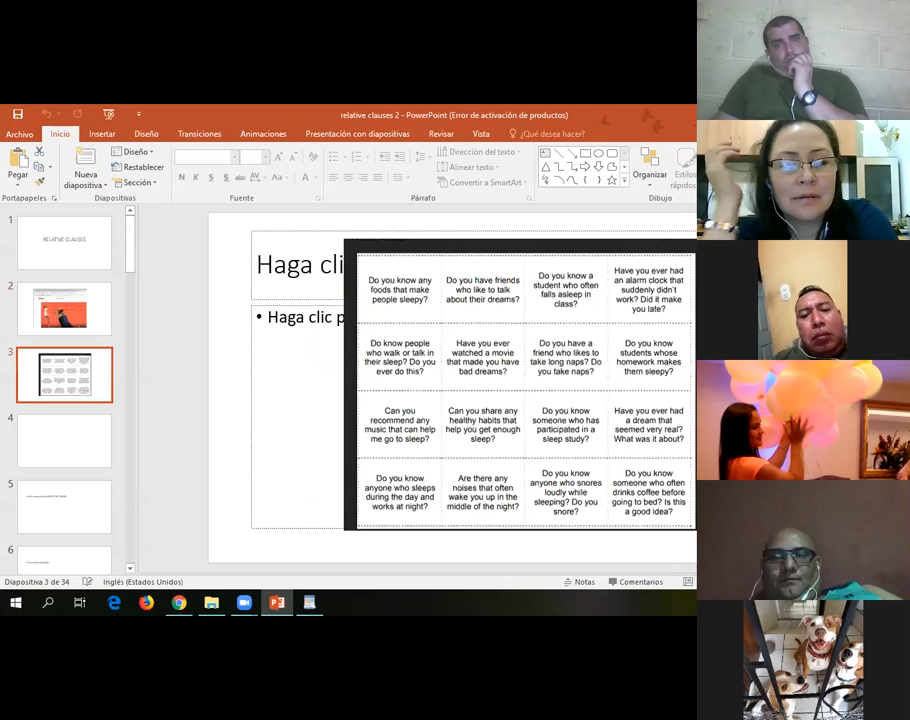 relative clauses 2 - PowerPoint (Error de activación de productos)
Archivo Inicio Insertar Diseño Transiciones Animaciones Presentación con diapositivas Revisar Vista ¿Qué desea hacer?
Pegar
Nueva
diapositiva
Diseño
Restablecer
Sección
N K S S abc AV Aa A
Dirección del texto
Alinear texto
Convertir a SmartArt
Organizar
Estilos
rápidos
Portapapeles Diapositivas Fuente Párrafo Dibujo
1
RELATIVE CLAUSES
2
3
4
5
6
Haga cli
• Haga clic p
Do you know any
foods that make
people sleepy?
Do you have friends
who like to talk
about their dreams?
Do you know a
student who often
falls asleep in
class?
Have you ever had
an alarm clock that
suddenly didn't
work? Did it make
you late?
Do know people
who walk or talk in
their sleep? Do you
ever do this?
Have you ever
watched a movie
that made you have
bad dreams?
Do you have a
friend who likes to
take long naps? Do
you take naps?
Do you know
students whose
homework makes
them sleepy?
Can you
recommend any
music that can help
me go to sleep?
Can you share any
healthy habits that
help you get enough
sleep?
Do you know
someone who has
participated in a
sleep study?
Have you ever had
a dream that
seemed very real?
What was it about?
Do you know
anyone who sleeps
during the day and
works at night?
Are there any
noises that often
wake you up in the
middle of the night?
Do you know
anyone who snores
loudly while
sleeping? Do you
snore?
Do you know
someone who often
drinks coffee before
going to bed? Is this
a good idea?
Diapositiva 3 de 34 Inglés (Estados Unidos) Notas Comentarios